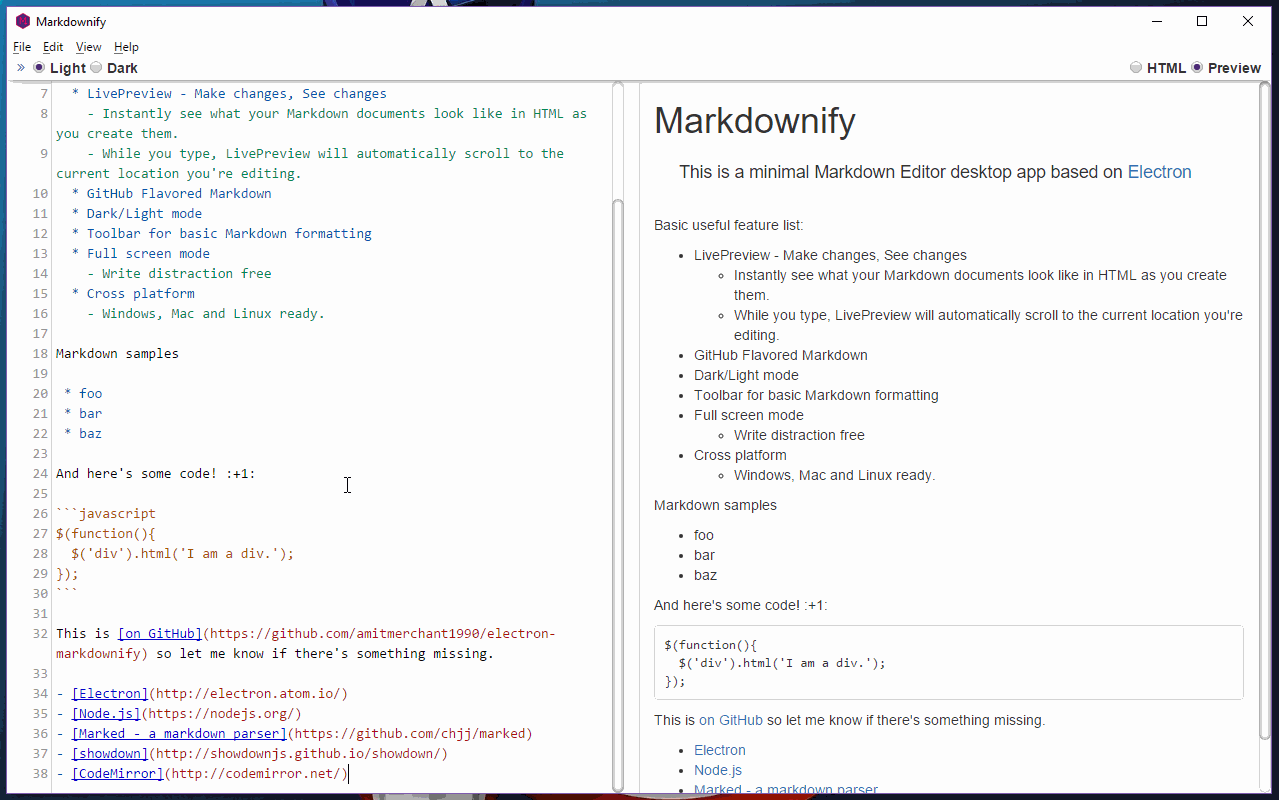 Markdownify
File Edit View Help
» Light Dark HTML Preview
7 * LivePreview - Make changes, See changes
8 - Instantly see what your Markdown documents look like in HTML as
you create them.
9 - While you type, LivePreview will automatically scroll to the
current location you're editing.
10 * GitHub Flavored Markdown
11 * Dark/Light mode
12 * Toolbar for basic Markdown formatting
13 * Full screen mode
14 - Write distraction free
15 * Cross platform
16 - Windows, Mac and Linux ready.
17
18 Markdown samples
19
20 * foo
21 * bar
22 * baz
23
24 And here's some code! :+1:
25
26 ```javascript
27 $(function(){
28 $('div').html('I am a div.');
29 });
30 ```
31
32 This is [on GitHub](https://github.com/amitmerchant1990/electron-
markdownify) so let me know if there's something missing.
33
34 - [Electron](http://electron.atom.io/)
35 - [Node.js](https://nodejs.org/)
36 - [Marked - a markdown parser](https://github.com/chjj/marked)
37 - [showdown](http://showdownjs.github.io/showdown/)
38 - [CodeMirror](http://codemirror.net/)
Markdownify
This is a minimal Markdown Editor desktop app based on Electron
Basic useful feature list:
• LivePreview - Make changes, See changes
◦ Instantly see what your Markdown documents look like in HTML as you create
them.
◦ While you type, LivePreview will automatically scroll to the current location you're
editing.
• GitHub Flavored Markdown
• Dark/Light mode
• Toolbar for basic Markdown formatting
• Full screen mode
◦ Write distraction free
• Cross platform
◦ Windows, Mac and Linux ready.
Markdown samples
• foo
• bar
• baz
And here's some code! :+1:
$(function(){
$('div').html('I am a div.');
});
This is on GitHub so let me know if there's something missing.
• Electron
• Node.js
• Marked - a markdown parser